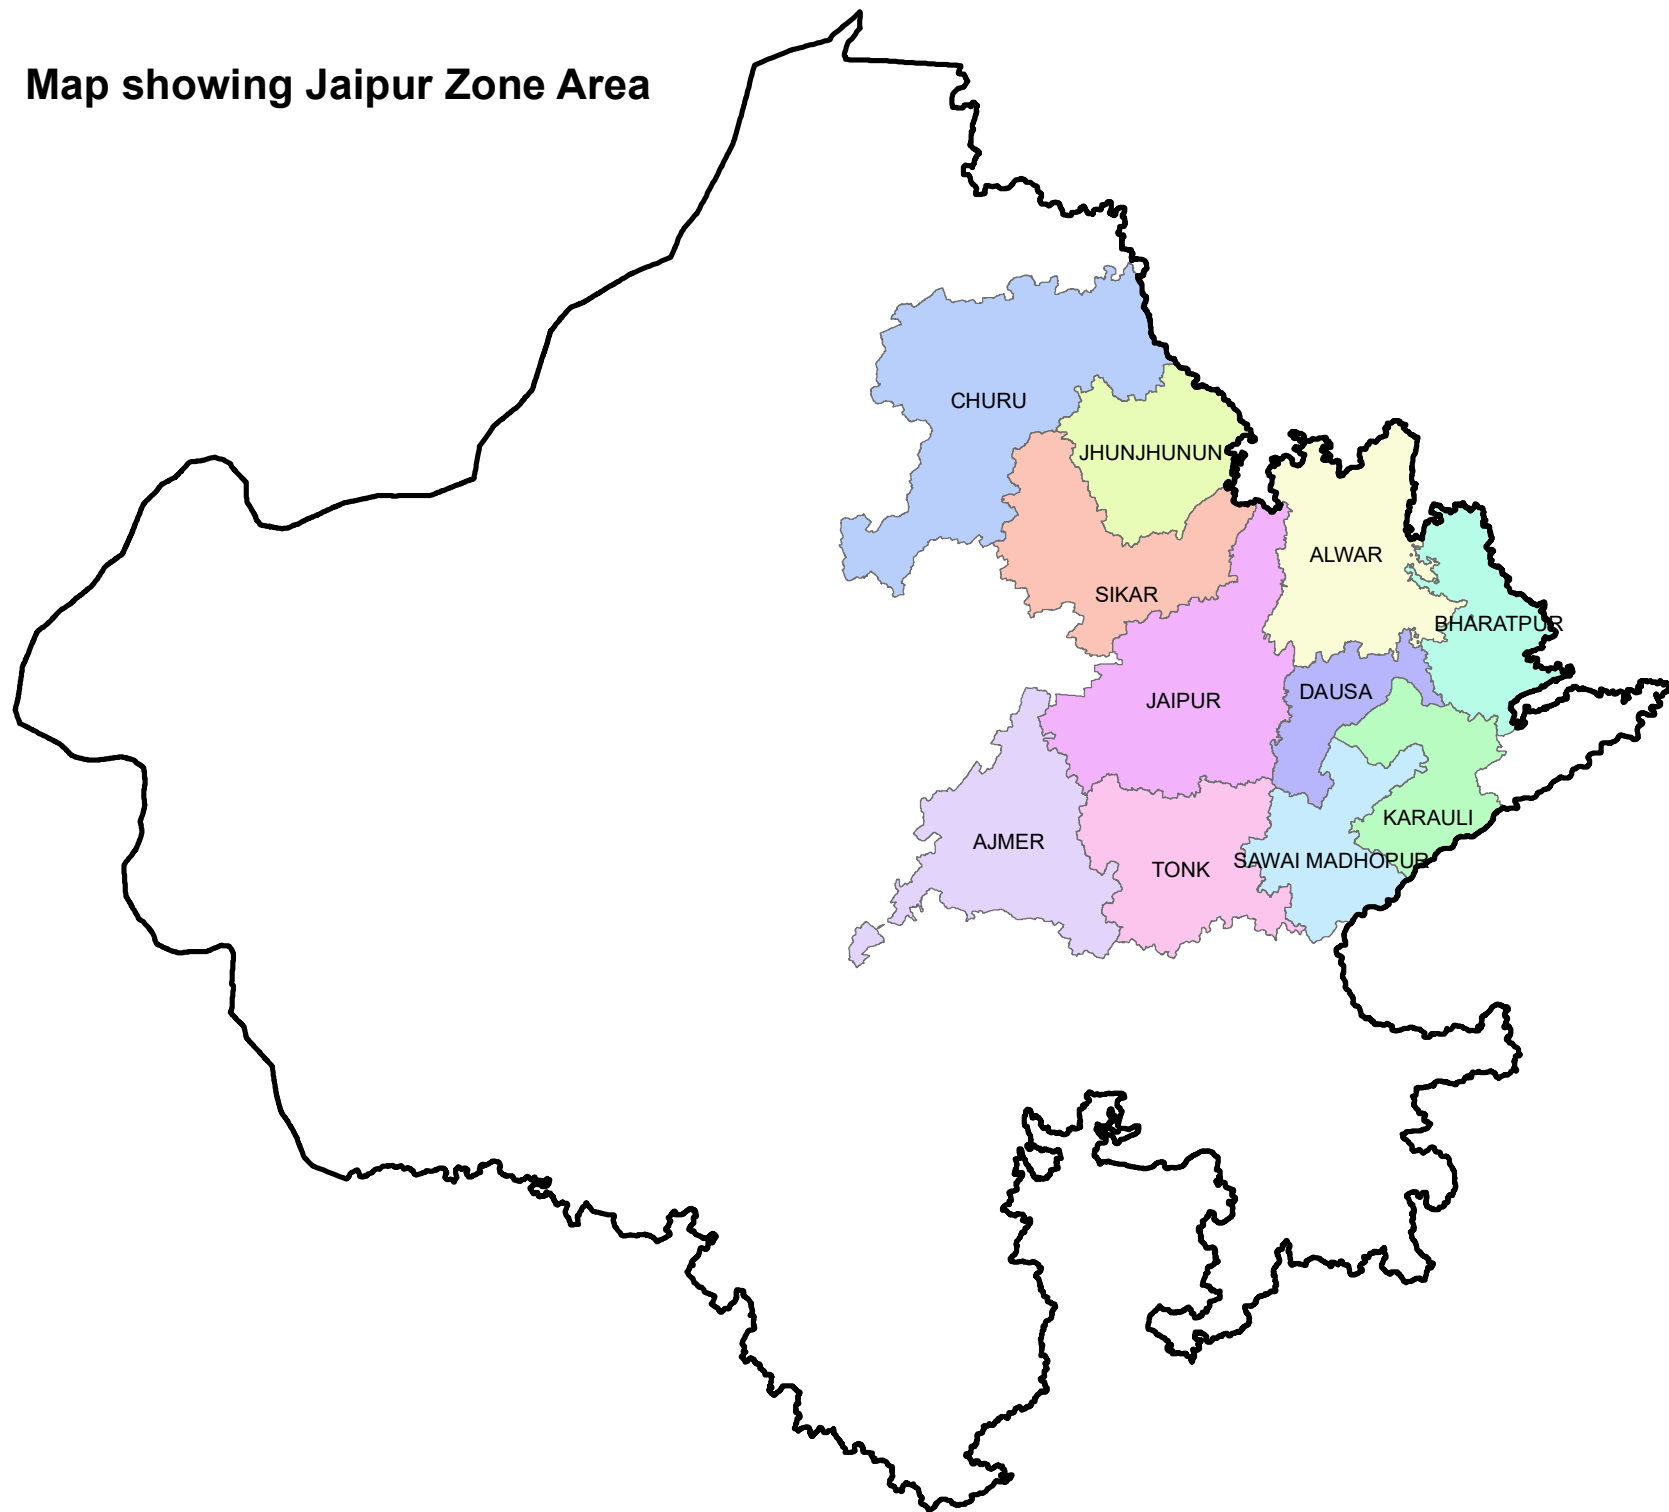 Map showing Jaipur Zone Area
CHURU
JHUNJHUNUN
ALWAR
SIKAR
BHARATPUR
DAUSA
JAIPUR
KARAULI
AJMER
SAWAI MADHOPUR
TONK